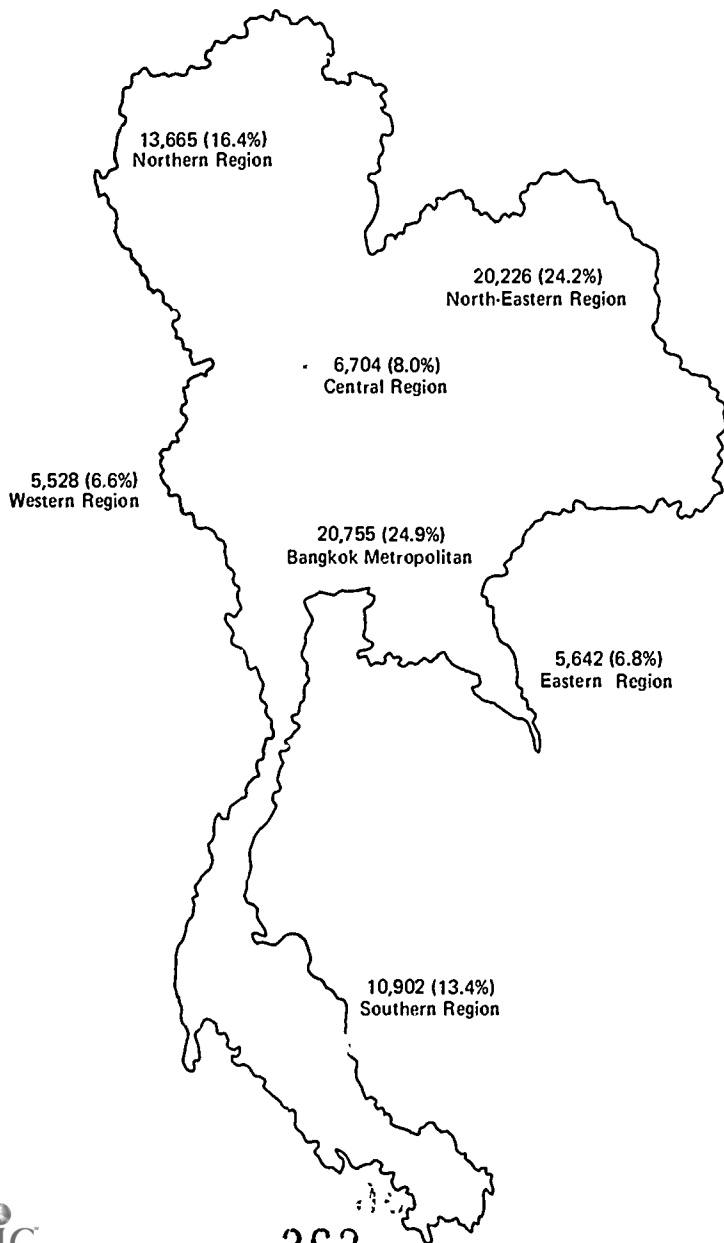 13,665 (16.4%)
Northern Region
20,226 (24.2%)
North-Eastern Region
6,704 (8.0%)
Central Region
5,528 (6.6%)
Western Region
20,755 (24.9%)
Bangkok Metropolitan
5,642 (6.8%)
Eastern Region
10,902 (13.4%)
Southern Region